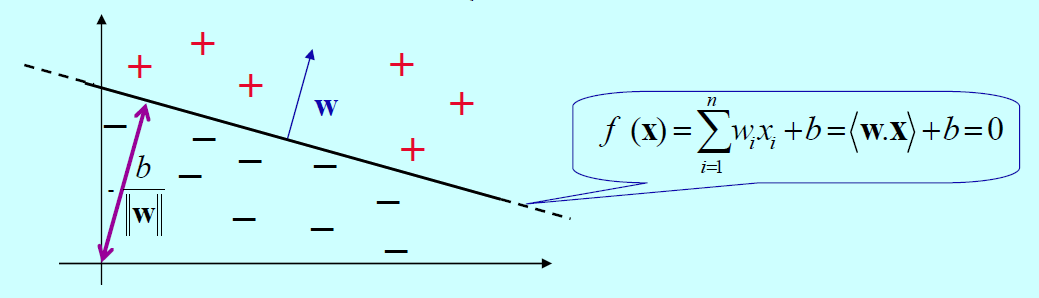 w
f (x) = ∑_{i=1}^{n} w_i x_i + b = ⟨w.x⟩ + b = 0
- b/||w||